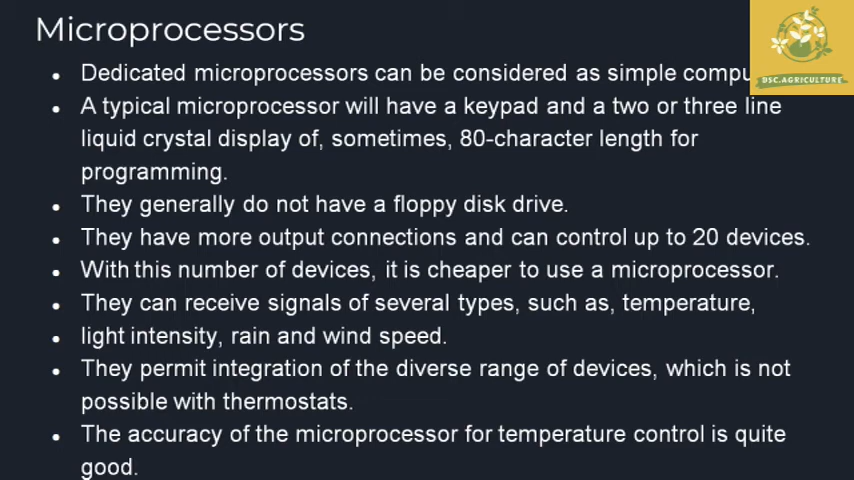 Microprocessors
DSC.AGRICULTURE
• Dedicated microprocessors can be considered as simple
• A typical microprocessor will have a keypad and a two or three line
liquid crystal display of, sometimes, 80-character length for
programming.
• They generally do not have a floppy disk drive.
• They have more output connections and can control up to 20 devices.
• With this number of devices, it is cheaper to use a microprocessor.
• They can receive signals of several types, such as, temperature,
• light intensity, rain and wind speed.
• They permit integration of the diverse range of devices, which is not
possible with thermostats.
• The accuracy of the microprocessor for temperature control is quite
good.